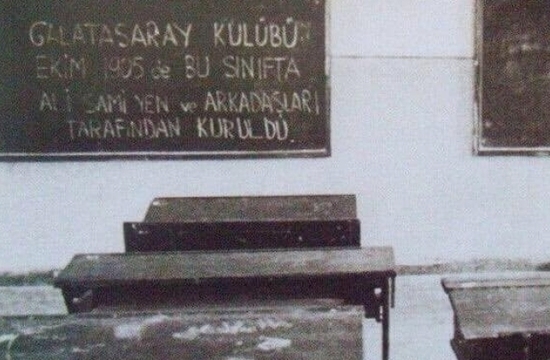 GALATASARAY KULÜBÜ
EKİM 1905 de BU SINIFTA
ALİ SAMİ YEN ve ARKADAŞLARI
TARAFINDAN KURULDU